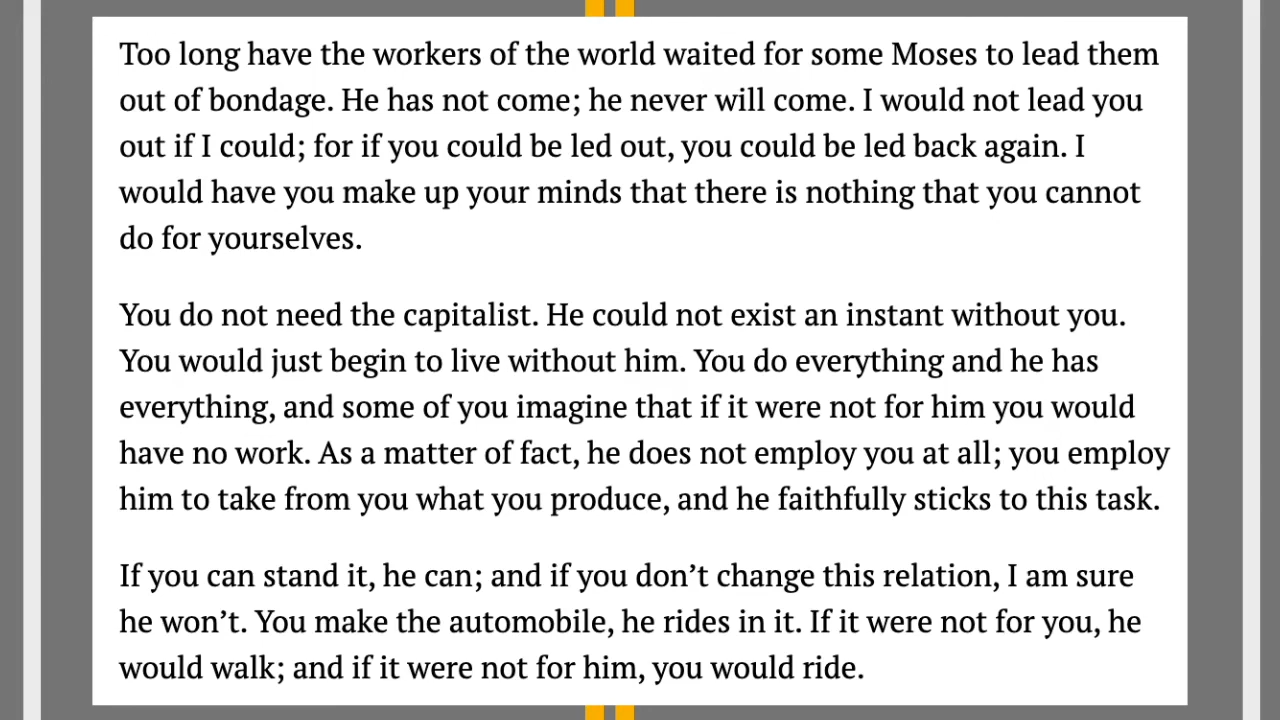 Too long have the workers of the world waited for some Moses to lead them
out of bondage. He has not come; he never will come. I would not lead you
out if I could; for if you could be led out, you could be led back again. I
would have you make up your minds that there is nothing that you cannot
do for yourselves.
You do not need the capitalist. He could not exist an instant without you.
You would just begin to live without him. You do everything and he has
everything, and some of you imagine that if it were not for him you would
have no work. As a matter of fact, he does not employ you at all; you employ
him to take from you what you produce, and he faithfully sticks to this task.
If you can stand it, he can; and if you don’t change this relation, I am sure
he won’t. You make the automobile, he rides in it. If it were not for you, he
would walk; and if it were not for him, you would ride.